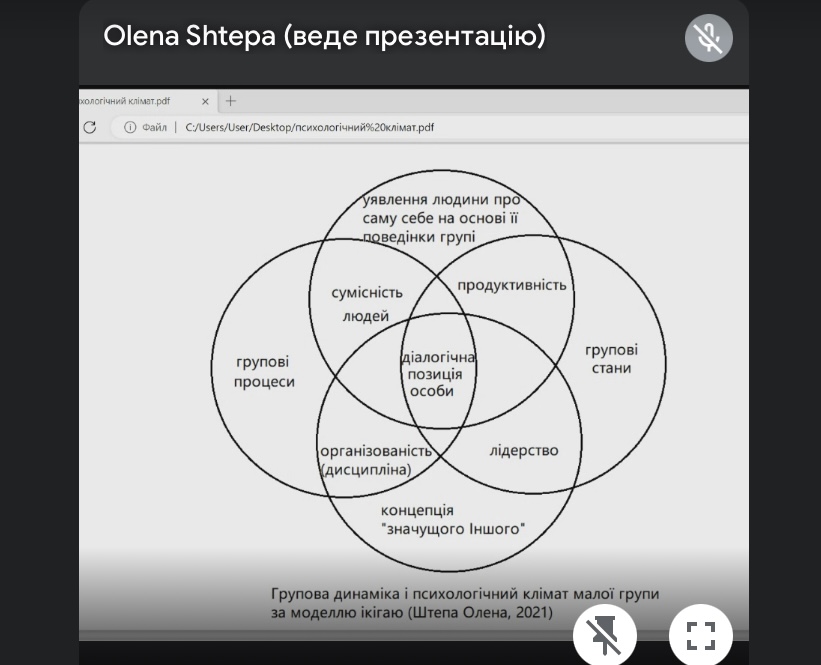 Olena Shtepa (веде презентацію)
хологічний клімат.pdf
Файл
C:/Users/User/Desktop/психологічний%20клімат.pdf
уявлення людини про
саму себе на основі її
поведінки групі
сумісність
людей
продуктивність
групові
процеси
діалогічна
позиція
особи
групові
стани
організованість
(дисципліна)
лідерство
концепція
"значущого Іншого"
Групова динаміка і психологічний клімат малої групи
за моделлю ікігаю (Штепа Олена, 2021)